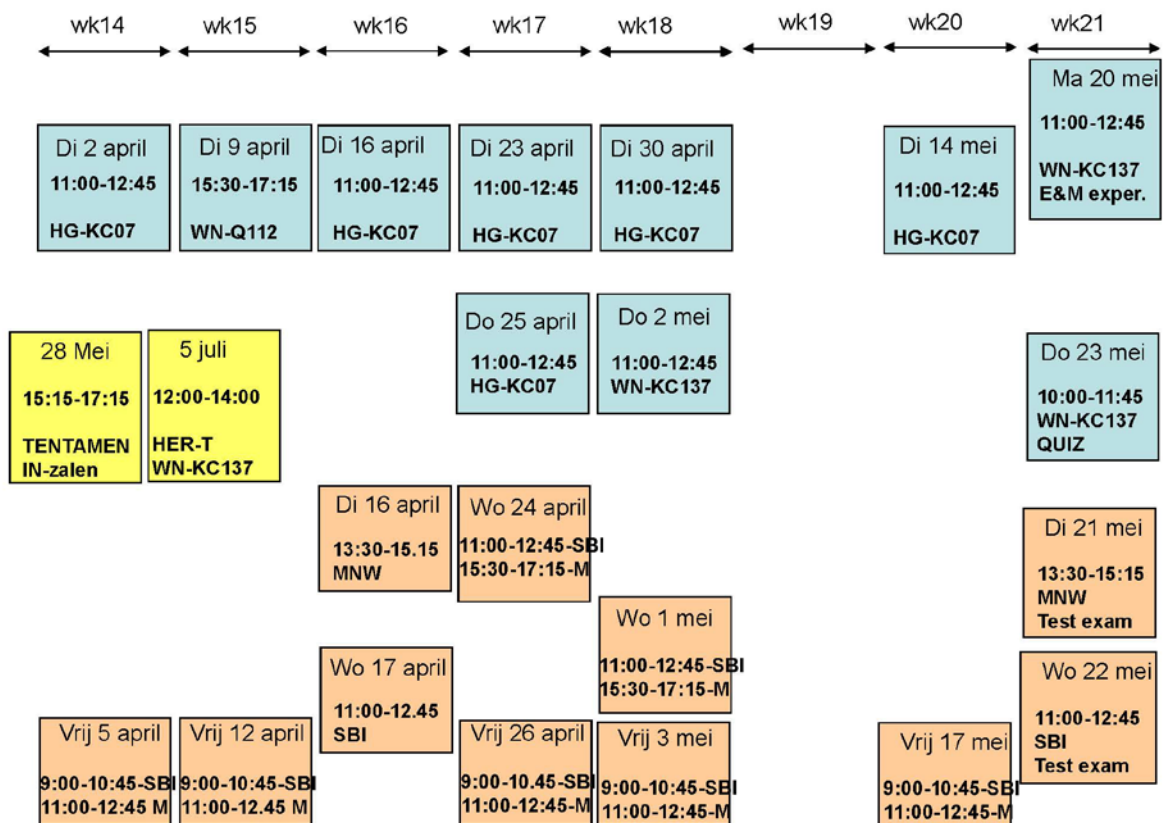 wk14
wk15
wk16
wk17
wk18
wk19
wk20
wk21
Di 2 april
11:00-12:45
HG-KC07
Di 9 april
15:30-17:15
WN-Q112
Di 16 april
11:00-12:45
HG-KC07
Di 23 april
11:00-12:45
HG-KC07
Di 30 april
11:00-12:45
HG-KC07
Di 14 mei
11:00-12:45
HG-KC07
Ma 20 mei
11:00-12:45
WN-KC137
E&M exper.
28 Mei
15:15-17:15
TENTAMEN
IN-zalen
5 juli
12:00-14:00
HER-T
WN-KC137
Do 25 april
11:00-12:45
HG-KC07
Do 2 mei
11:00-12:45
WN-KC137
Do 23 mei
10:00-11:45
WN-KC137
QUIZ
Di 16 april
13:30-15.15
MNW
Wo 24 april
11:00-12:45-SBI
15:30-17:15-M
Di 21 mei
13:30-15:15
MNW
Test exam
Wo 1 mei
11:00-12:45-SBI
15:30-17:15-M
Wo 17 april
11:00-12.45
SBI
Wo 22 mei
11:00-12:45
SBI
Test exam
Vrij 5 april
9:00-10:45-SBI
11:00-12:45 M
Vrij 12 april
9:00-10:45-SBI
11:00-12.45 M
Vrij 26 april
9:00-10.45-SBI
11:00-12:45-M
Vrij 3 mei
9:00-10:45-SBI
11:00-12:45-M
Vrij 17 mei
9:00-10:45-SBI
11:00-12:45-M